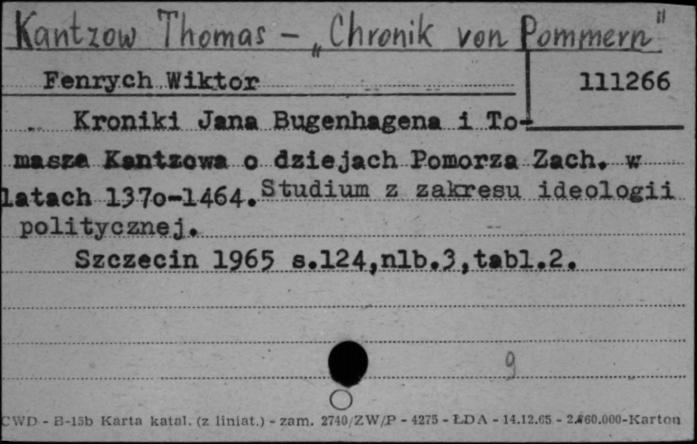 Kantzow Thomas – „Chronik von Pommern"
Fenrych Wiktor
111266
Kroniki Jana Bugenhagena i To-
masza Kantzowa o dziejach Pomorza Zach. w
latach 1370-1464. Studium z zakresu ideologii
politycznej.
Szczecin 1965 s.124,nlb.3,tabl.2.
9
CWD - B-15b Karta katal. (z liniat.) - zam. 2740/ZW/P - 4275 - ŁDA - 14.12.65 - 2.860.000-Karton